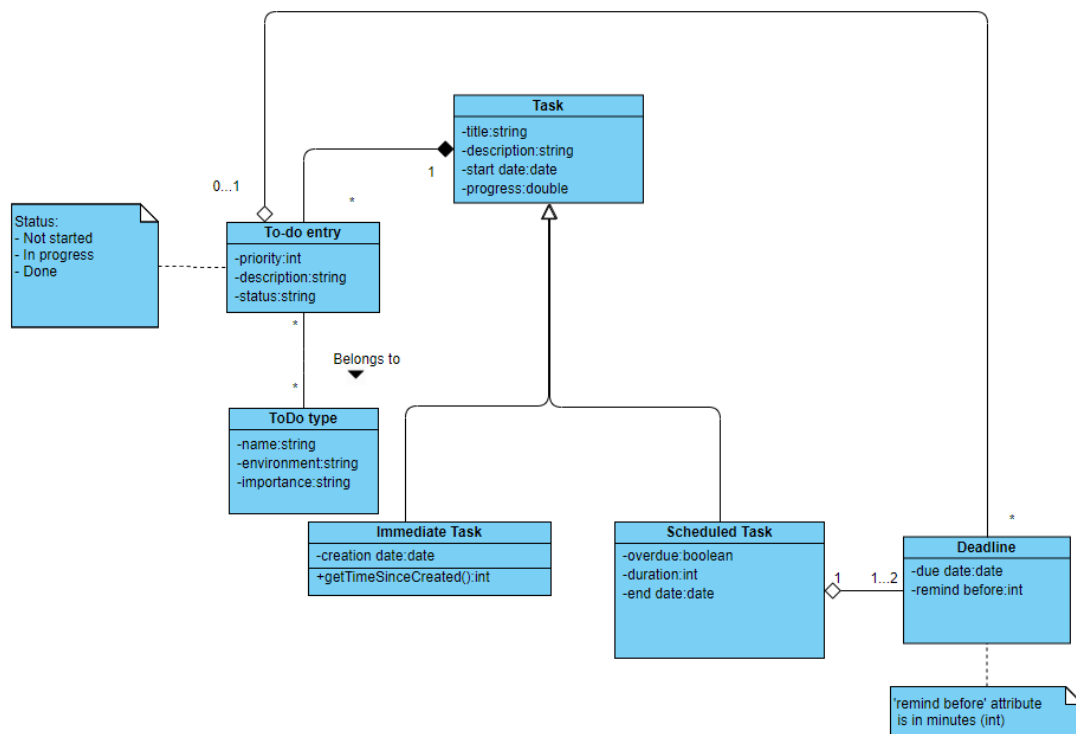 Task
-title:string
-description:string
-start date:date
-progress:double
1
0...1
*
Status:
- Not started
- In progress
- Done
To-do entry
-priority:int
-description:string
-status:string
*
Belongs to
*
ToDo type
-name:string
-environment:string
-importance:string
Immediate Task
-creation date:date
+getTimeSinceCreated():int
Scheduled Task
-overdue:boolean
-duration:int
-end date:date
1
1...2
*
Deadline
-due date:date
-remind before:int
'remind before' attribute
is in minutes (int)